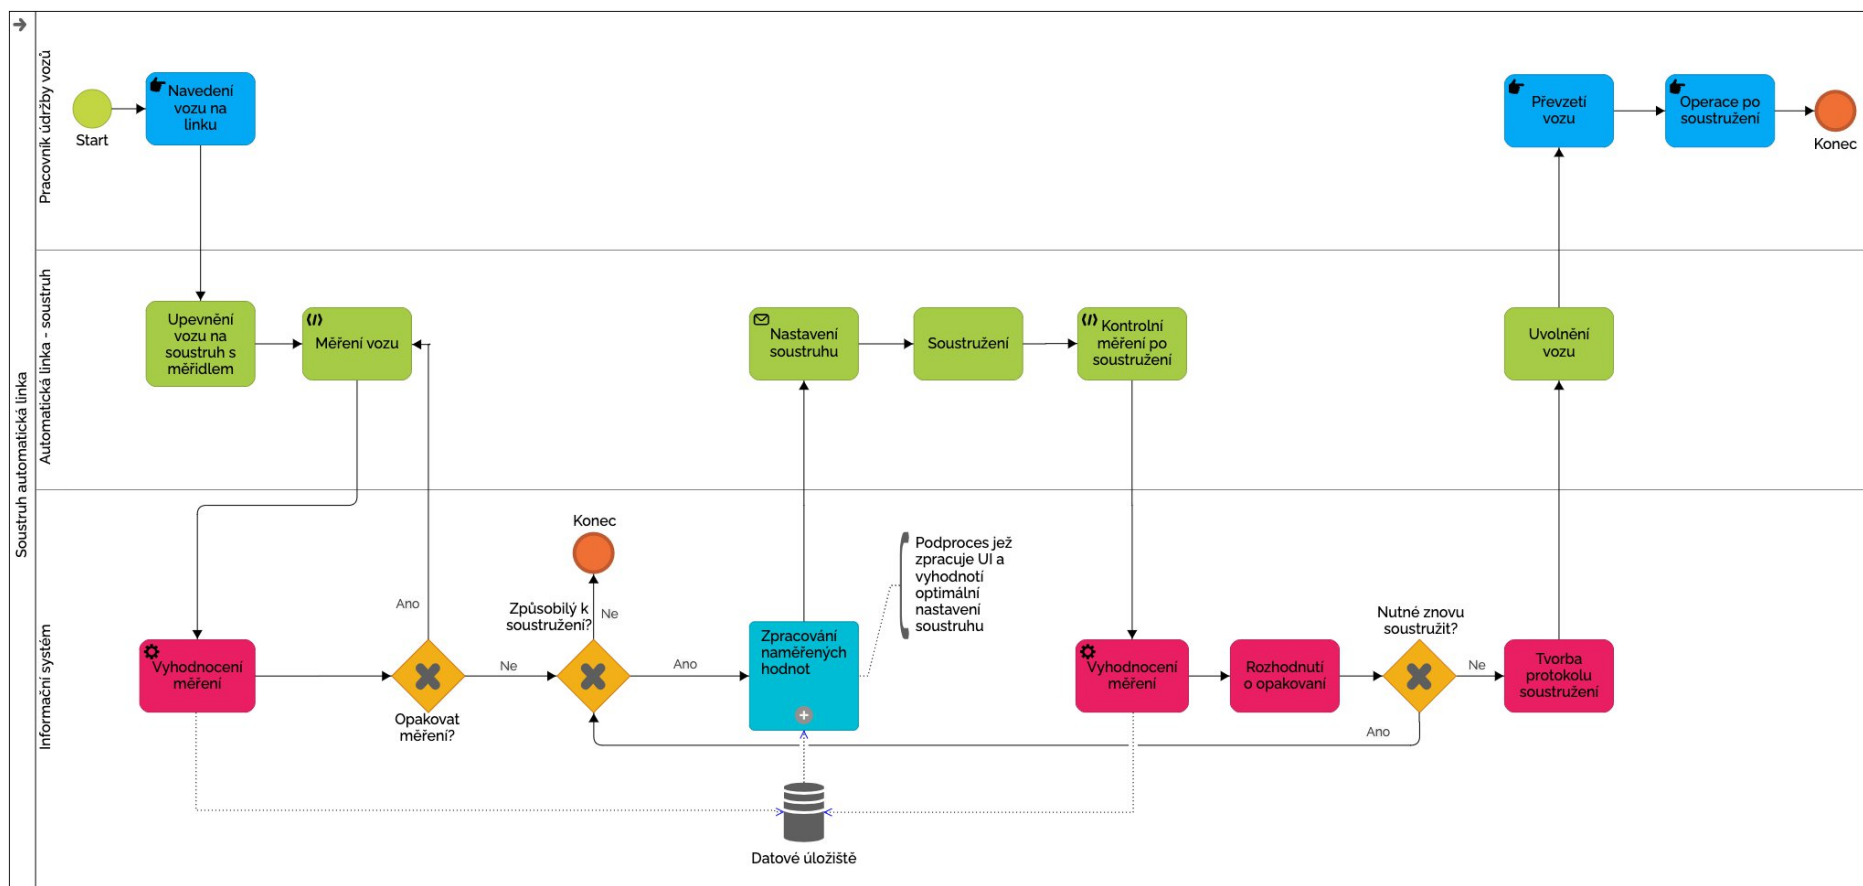 Soustruh automatická linka
Pracovník údržby vozů
Start
Navedení
vozu na
linku
Převzetí
vozu
Operace po
soustružení
Konec
Automatická linka - soustruh
Upevnění
vozu na
soustruh s
měřidlem
Měření vozu
Nastavení
soustruhu
Soustružení
Kontrolní
měření po
soustružení
Uvolnění
vozu
Informační systém
Vyhodnocení
měření
Ano
Opakovat
měření?
Ne
Konec
Způsobilý k
soustružení?
Ne
Ano
Zpracování
naměřených
hodnot
Podproces jež
zpracuje UI a
vyhodnotí
optimální
nastavení
soustruhu
Vyhodnocení
měření
Rozhodnutí
o opakovaní
Nutné znovu
soustružit?
Ne
Ano
Tvorba
protokolu
soustružení
Datové úložiště